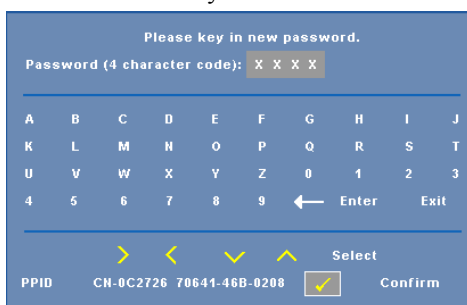 Please key in new password.
Password (4 character code): X X X X
A B C D E F G H I J
K L M N O P Q R S T
U V W X Y Z 0 1 2 3
4 5 6 7 8 9 Enter Exit
Select
PPID CN-0C2726 70641-46B-0208 Confirm